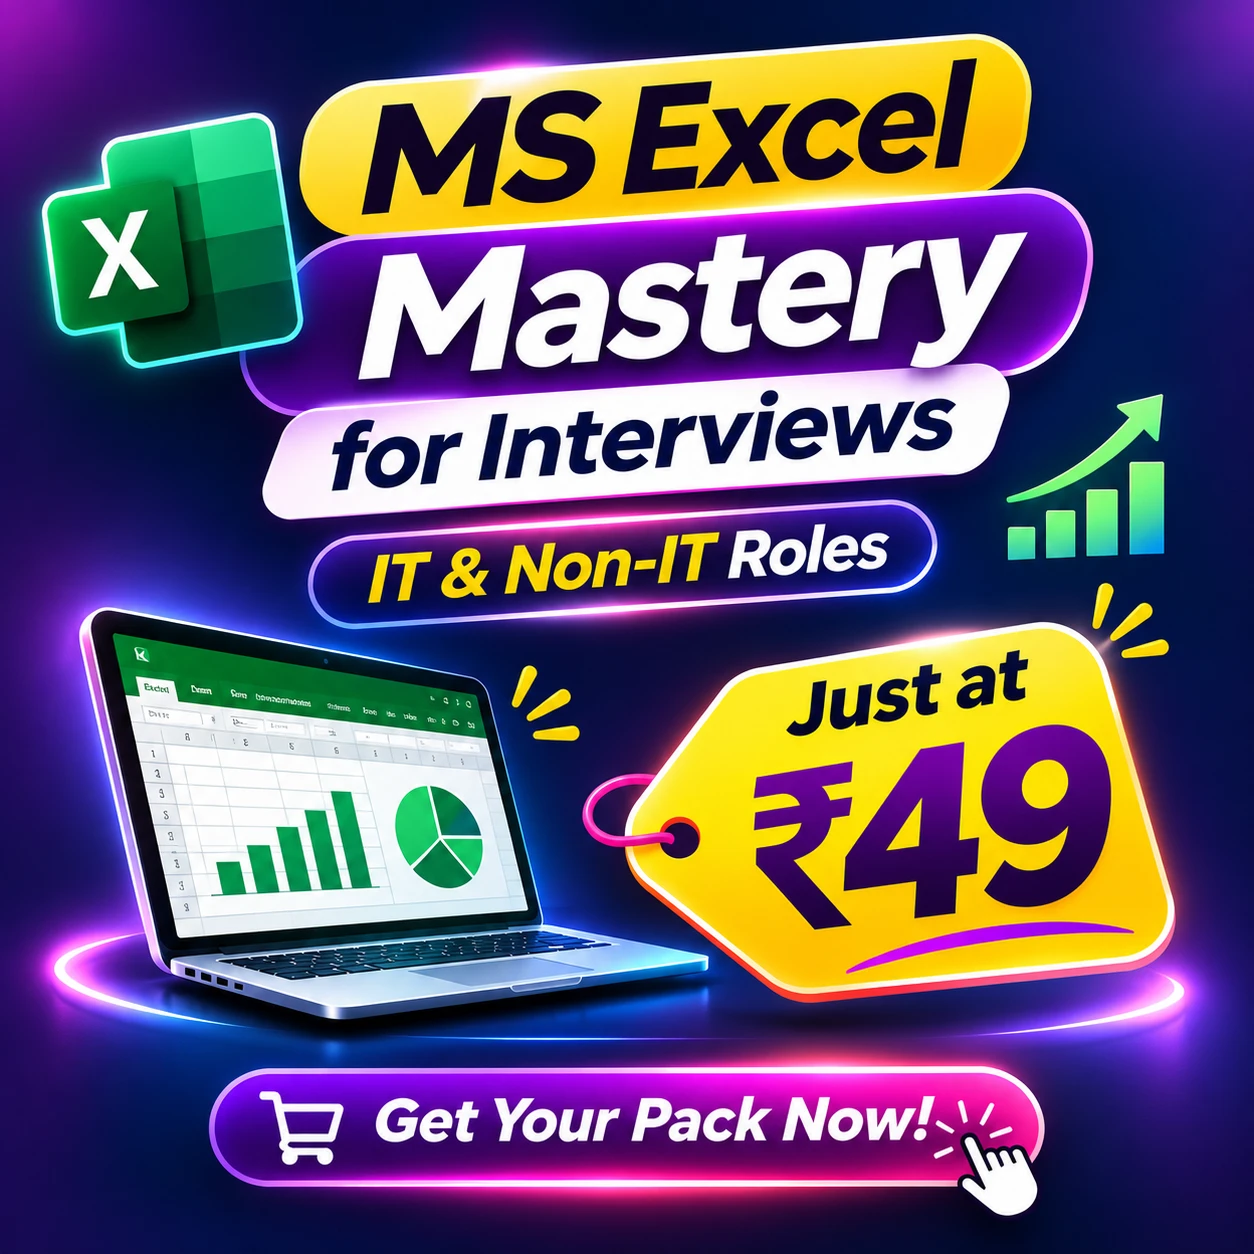 X
MS Excel
Mastery
for Interviews
IT & Non-IT Roles
Just at
₹49
Get Your Pack Now!